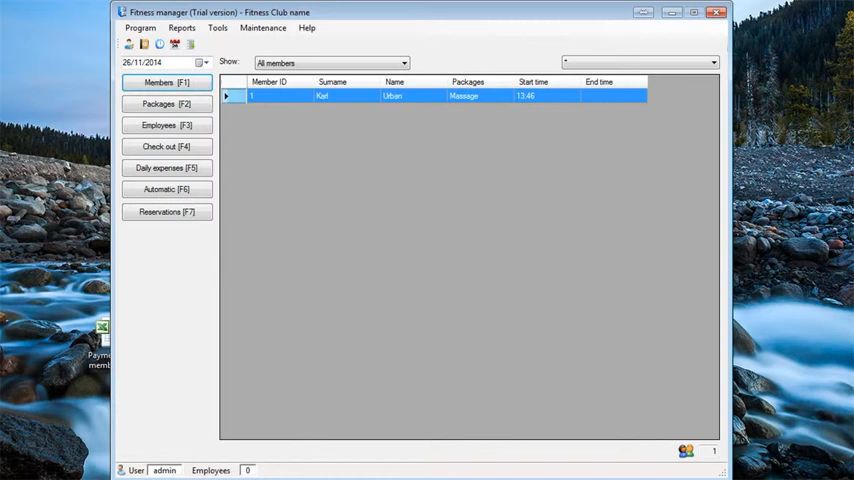 Fitness manager (Trial version) - Fitness Club name
Program Reports Tools Maintenance Help
26/11/2014 Show: All members *
Members [F1]
Packages [F2]
Employees [F3]
Check out [F4]
Daily expenses [F5]
Automatic [F6]
Reservations [F7]
Member ID Surname Name Packages Start time End time
1 Karl Urban Massage 13:46
1
User admin Employees 0